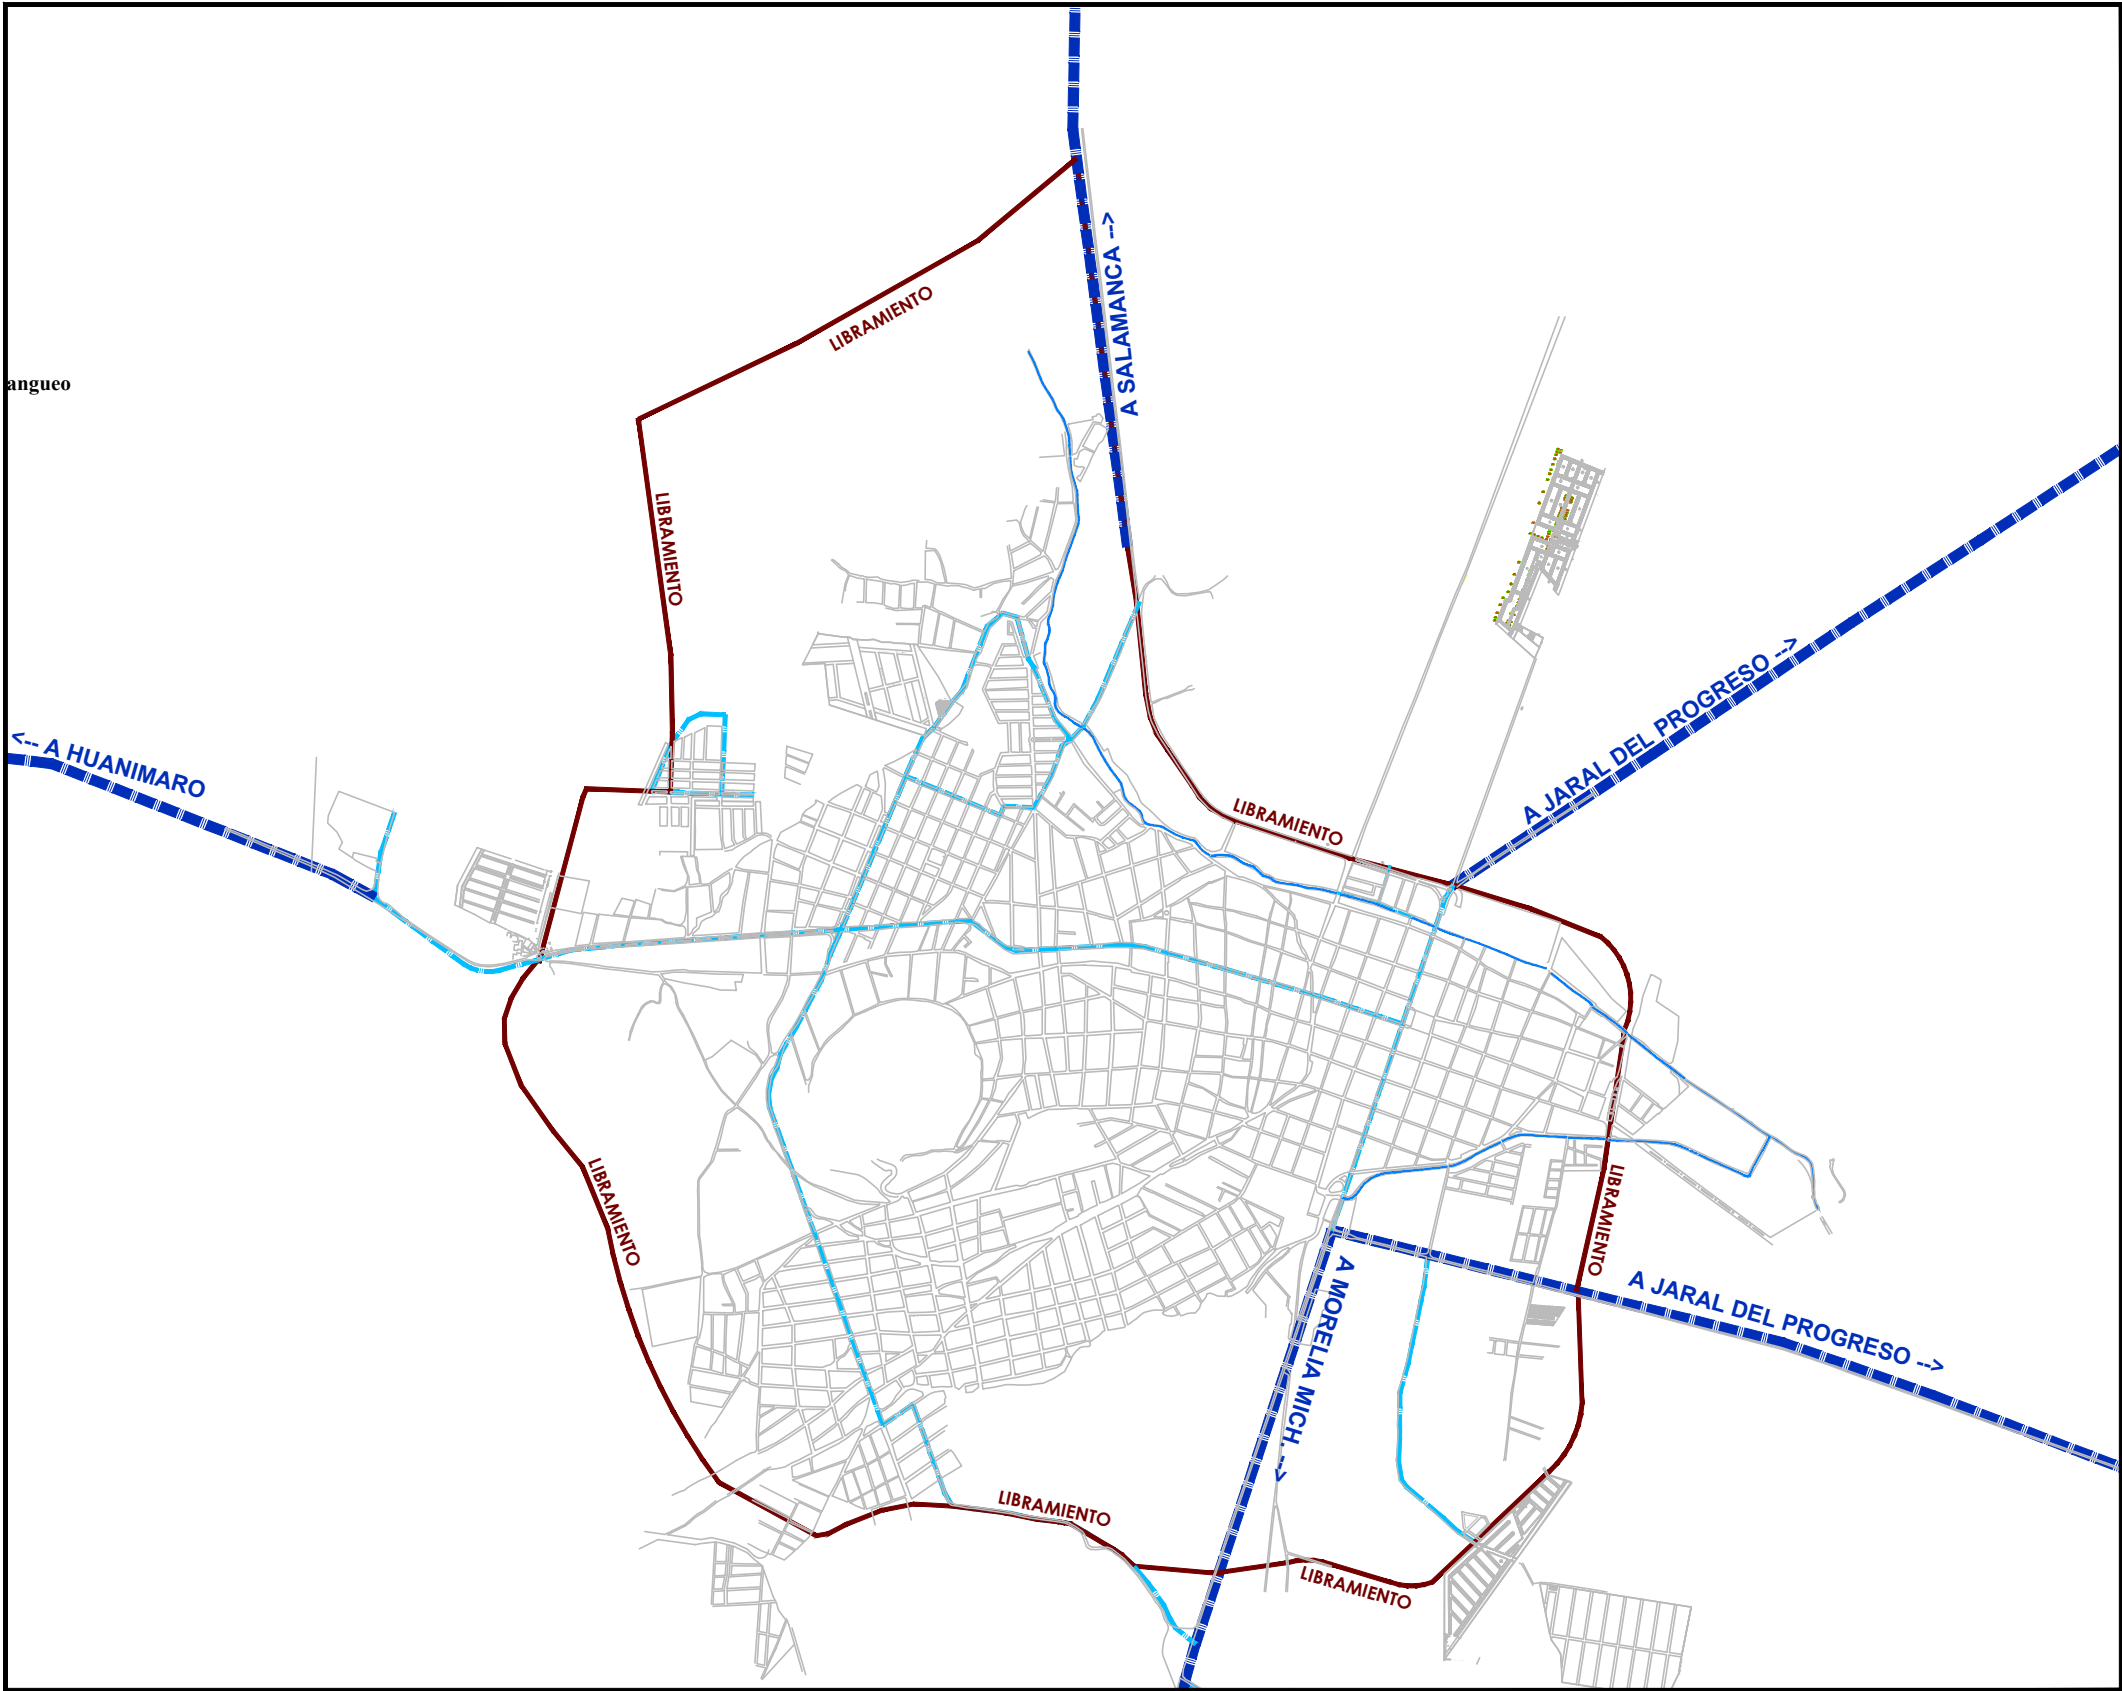 A SALAMANCA -->
LIBRAMIENTO
angueo
LIBRAMIENTO
A JARAL DEL PROGRESO -->
<-- A HUANIMARO
LIBRAMIENTO
LIBRAMIENTO
LIBRAMIENTO
A JARAL DEL PROGRESO -->
A MORELIA MICH. -->
LIBRAMIENTO
LIBRAMIENTO